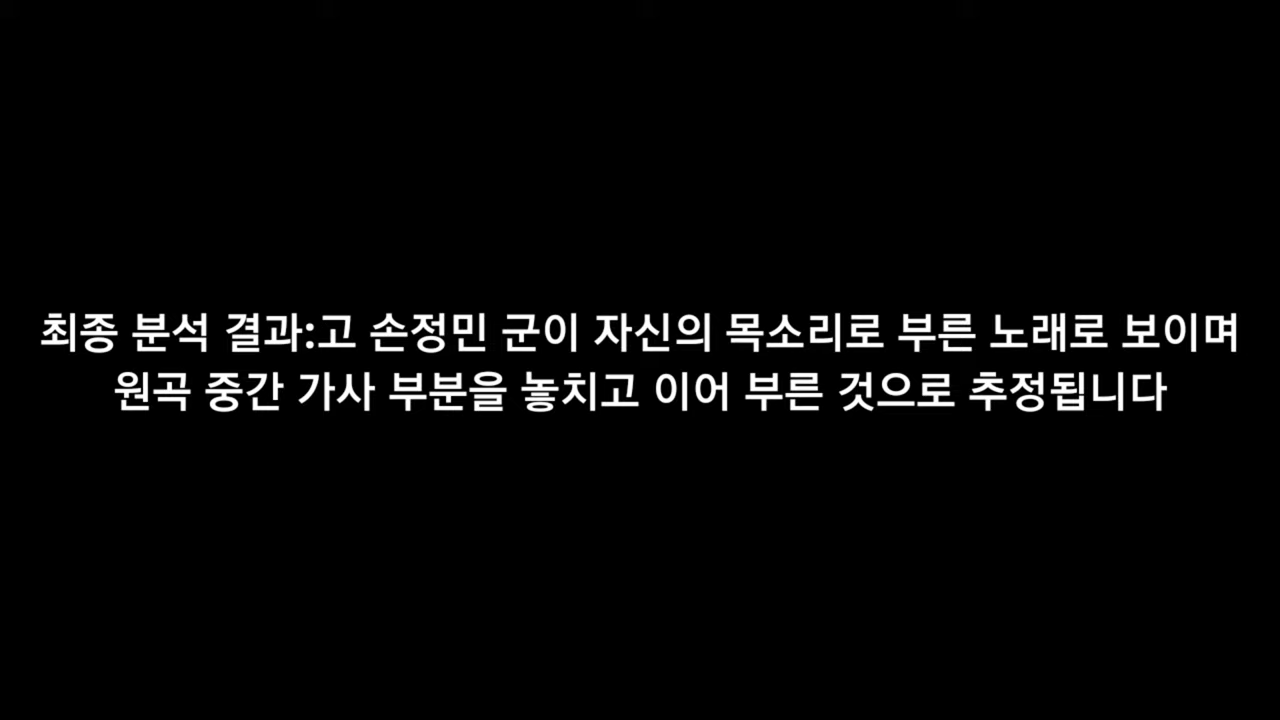 최종 분석 결과:고 손정민 군이 자신의 목소리로 부른 노래로 보이며
원곡 중간 가사 부분을 놓치고 이어 부른 것으로 추정됩니다